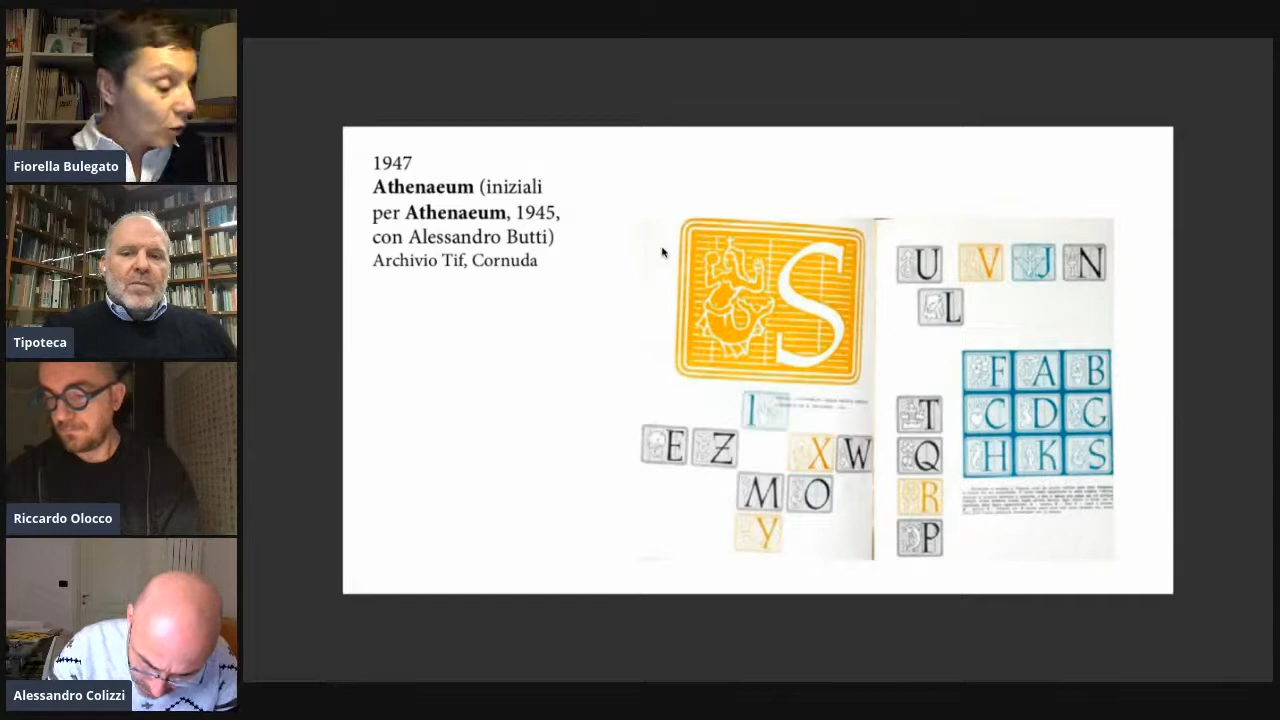 Fiorella Bulegato
Tipoteca
Riccardo Olocco
Alessandro Colizzi
1947
Athenaeum (iniziali
per Athenaeum, 1945,
con Alessandro Butti)
Archivio Tif, Cornuda
S
I
E Z X W
M O
Y
U V J N
L
T
Q
R
P
F A B
C D G
H K S